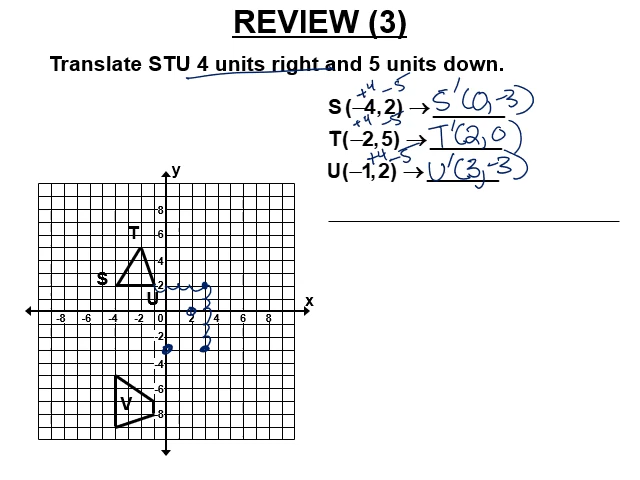 REVIEW (3)
Translate STU 4 units right and 5 units down.
+4 -5
S (−4, 2) → S'(0, -3)
+4 -5
T(−2, 5) → T'(2, 0)
+4 -5
U(−1, 2) → U'(3, -3)
y
8
T 6
4
S 2
U
x
-8 -6 -4 -2 0 2 4 6 8
-2
-4
-6
V
-8